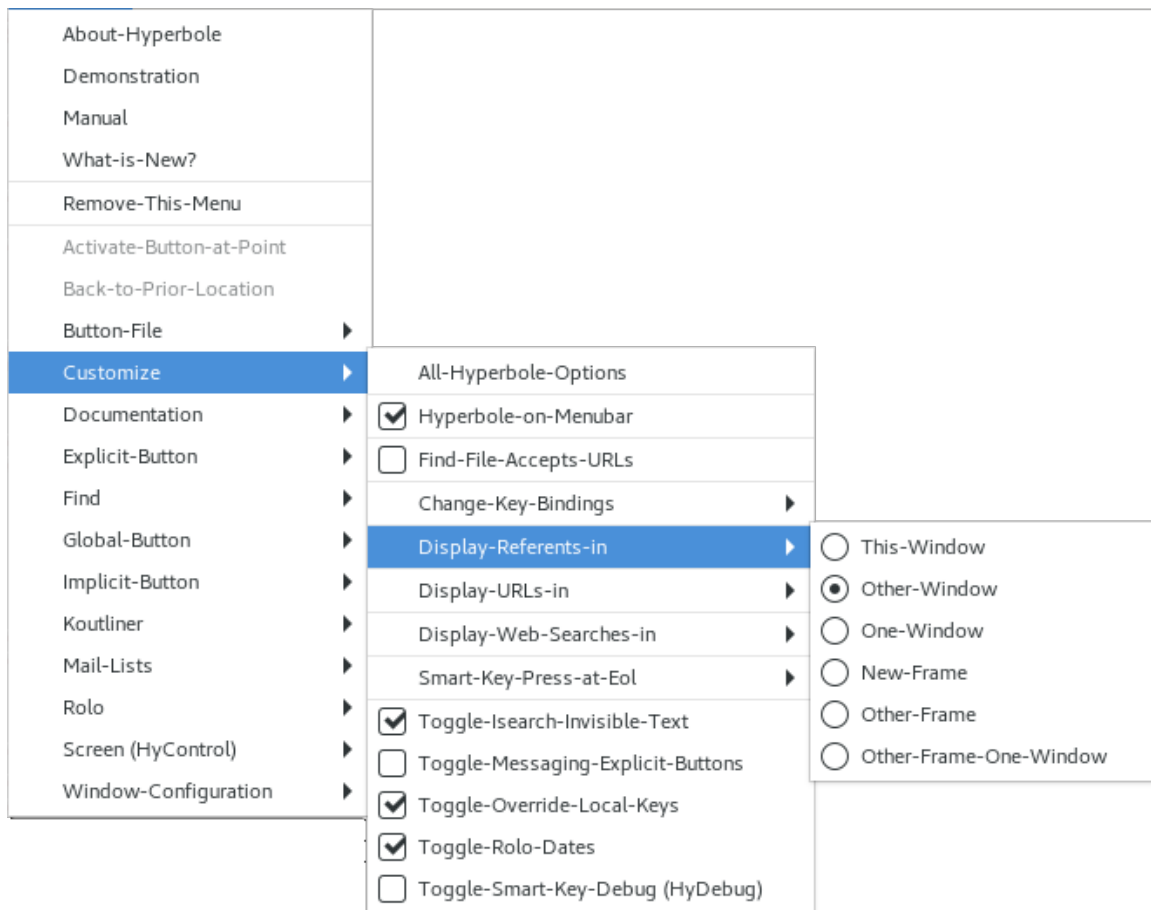 About-Hyperbole
Demonstration
Manual
What-is-New?
Remove-This-Menu
Activate-Button-at-Point
Back-to-Prior-Location
Button-File
Customize
Documentation
Explicit-Button
Find
Global-Button
Implicit-Button
Koutliner
Mail-Lists
Rolo
Screen (HyControl)
Window-Configuration
All-Hyperbole-Options
Hyperbole-on-Menubar
Find-File-Accepts-URLs
Change-Key-Bindings
Display-Referents-in
Display-URLs-in
Display-Web-Searches-in
Smart-Key-Press-at-Eol
Toggle-Isearch-Invisible-Text
Toggle-Messaging-Explicit-Buttons
Toggle-Override-Local-Keys
Toggle-Rolo-Dates
Toggle-Smart-Key-Debug (HyDebug)
This-Window
Other-Window
One-Window
New-Frame
Other-Frame
Other-Frame-One-Window